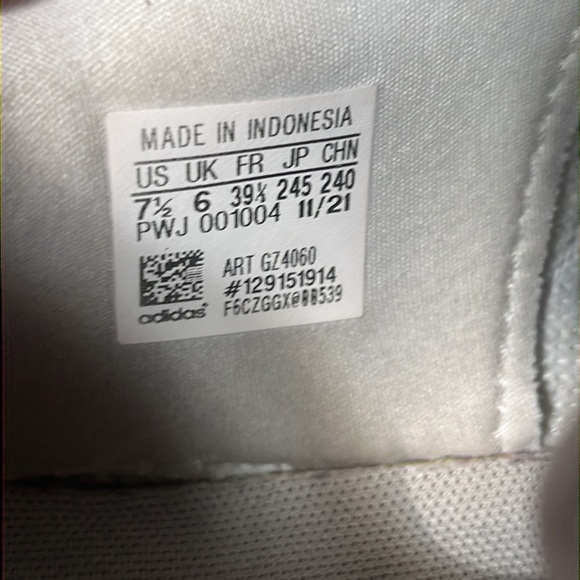 MADE IN INDONESIA
US UK FR JP CHN
7½ 6 39⅓ 245 240
PWJ 001004 11/21
ART GZ4060
#129151914
adidas